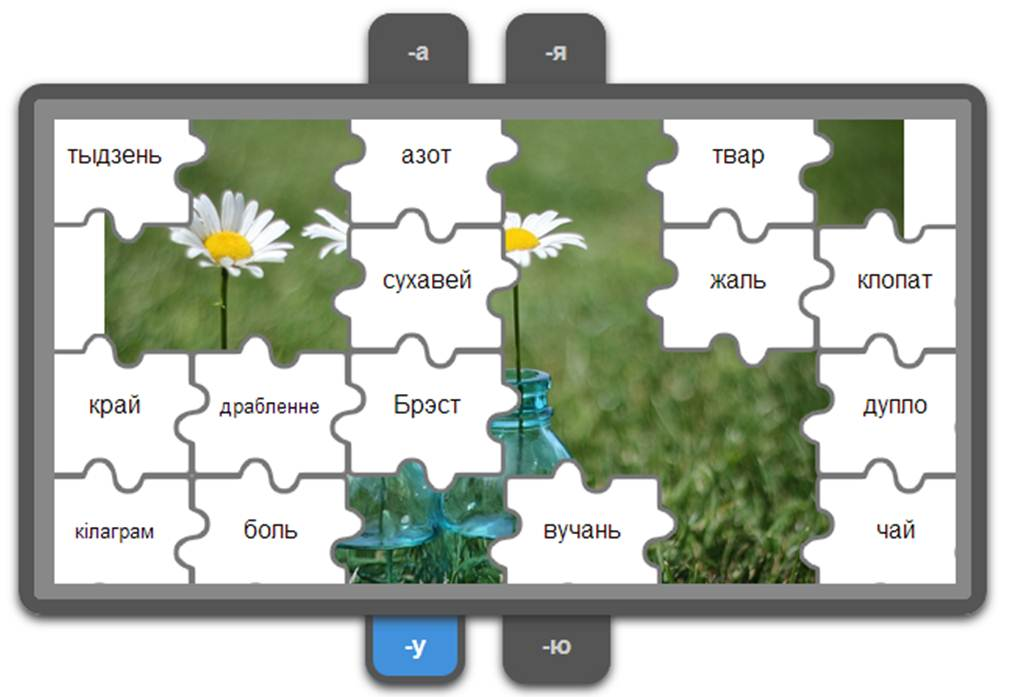 -а
-я
тыдзень
азот
твар
сухавей
жаль
клопат
край
драбленне
Брэст
дупло
кілаграм
боль
вучань
чай
-у
-ю